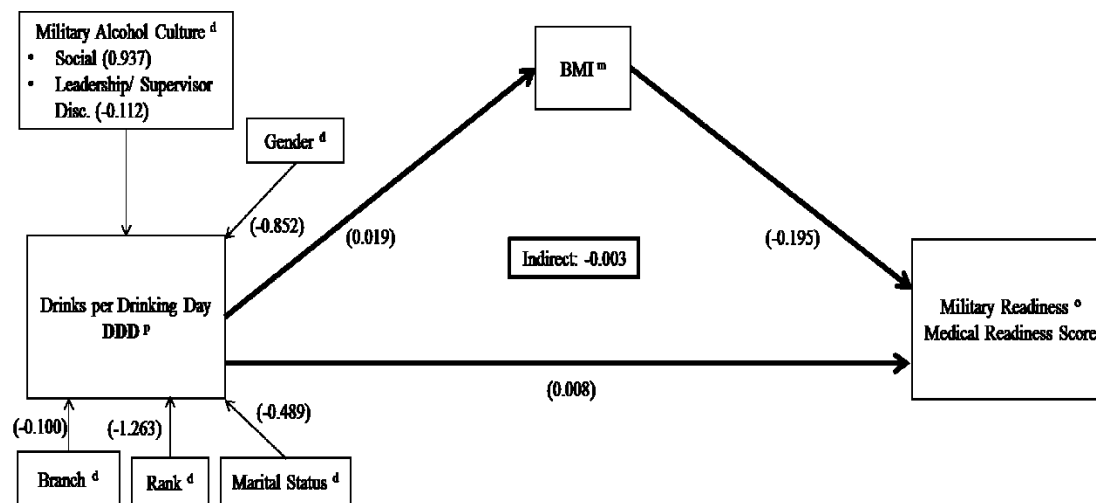 Military Alcohol Culture d
• Social (0.937)
• Leadership/ Supervisor
Disc. (-0.112)
BMI m
Gender d
(-0.852)
(0.019)
(-0.195)
Indirect: -0.003
Drinks per Drinking Day
DDD p
Military Readiness o
Medical Readiness Score
(0.008)
(-0.100)
(-1.263)
(-0.489)
Branch d
Rank d
Marital Status d